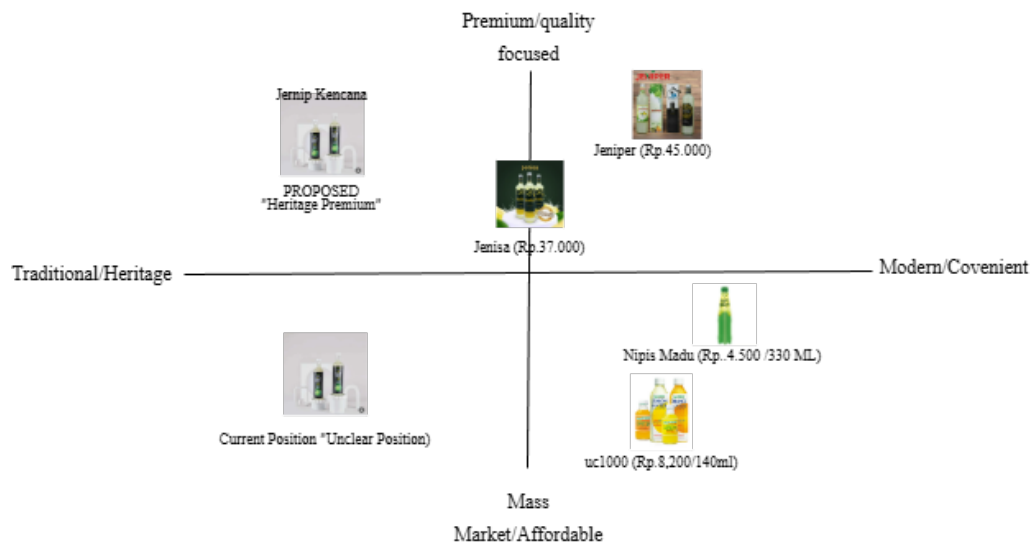 Premium/quality
focused
JENIPER
Jernip Kencana
Jeniper (Rp.45.000)
PROPOSED
"Heritage Premium"
Jenisa (Rp.37.000)
Traditional/Heritage
Modern/Covenient
Nipis Madu (Rp..4.500 /330 ML)
Current Position "Unclear Position)
uc1000 (Rp.8,200/140ml)
Mass
Market/Affordable